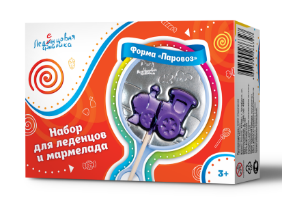 Леденцовая
фабрика
Форма «Паровоз»
Набор
для леденцов
и мармелада
3+